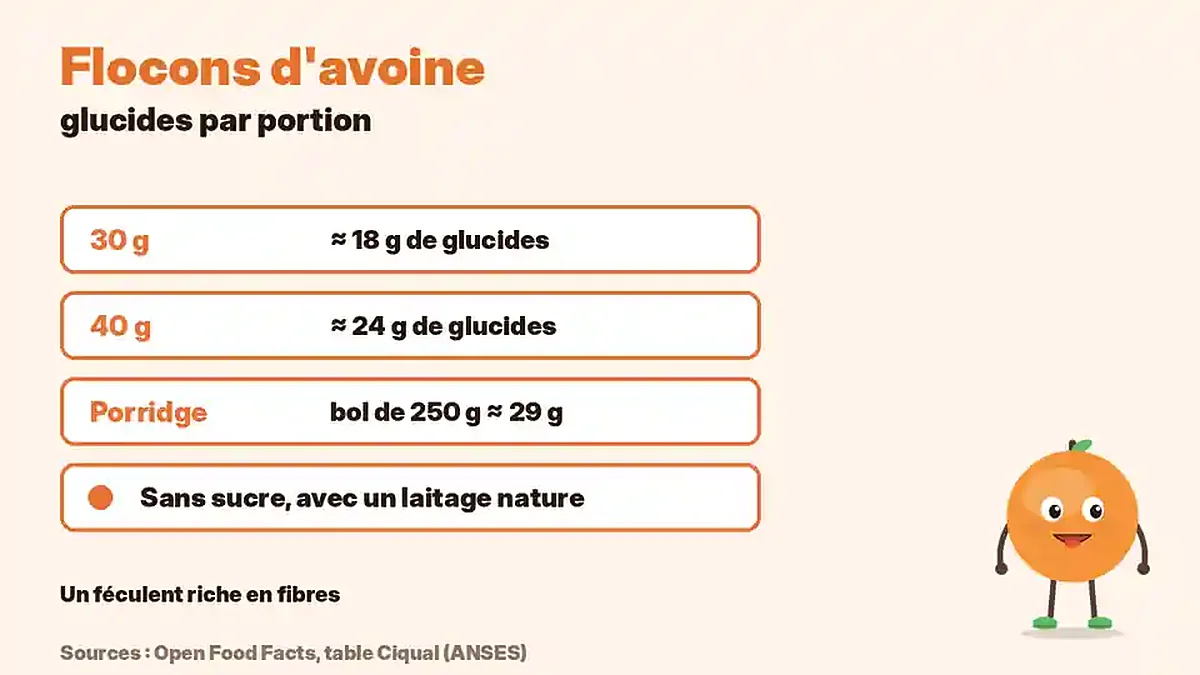 Flocons d'avoine
glucides par portion
30 g ≈ 18 g de glucides
40 g ≈ 24 g de glucides
Porridge bol de 250 g ≈ 29 g
Sans sucre, avec un laitage nature
Un féculent riche en fibres
Sources : Open Food Facts, table Ciqual (ANSES)